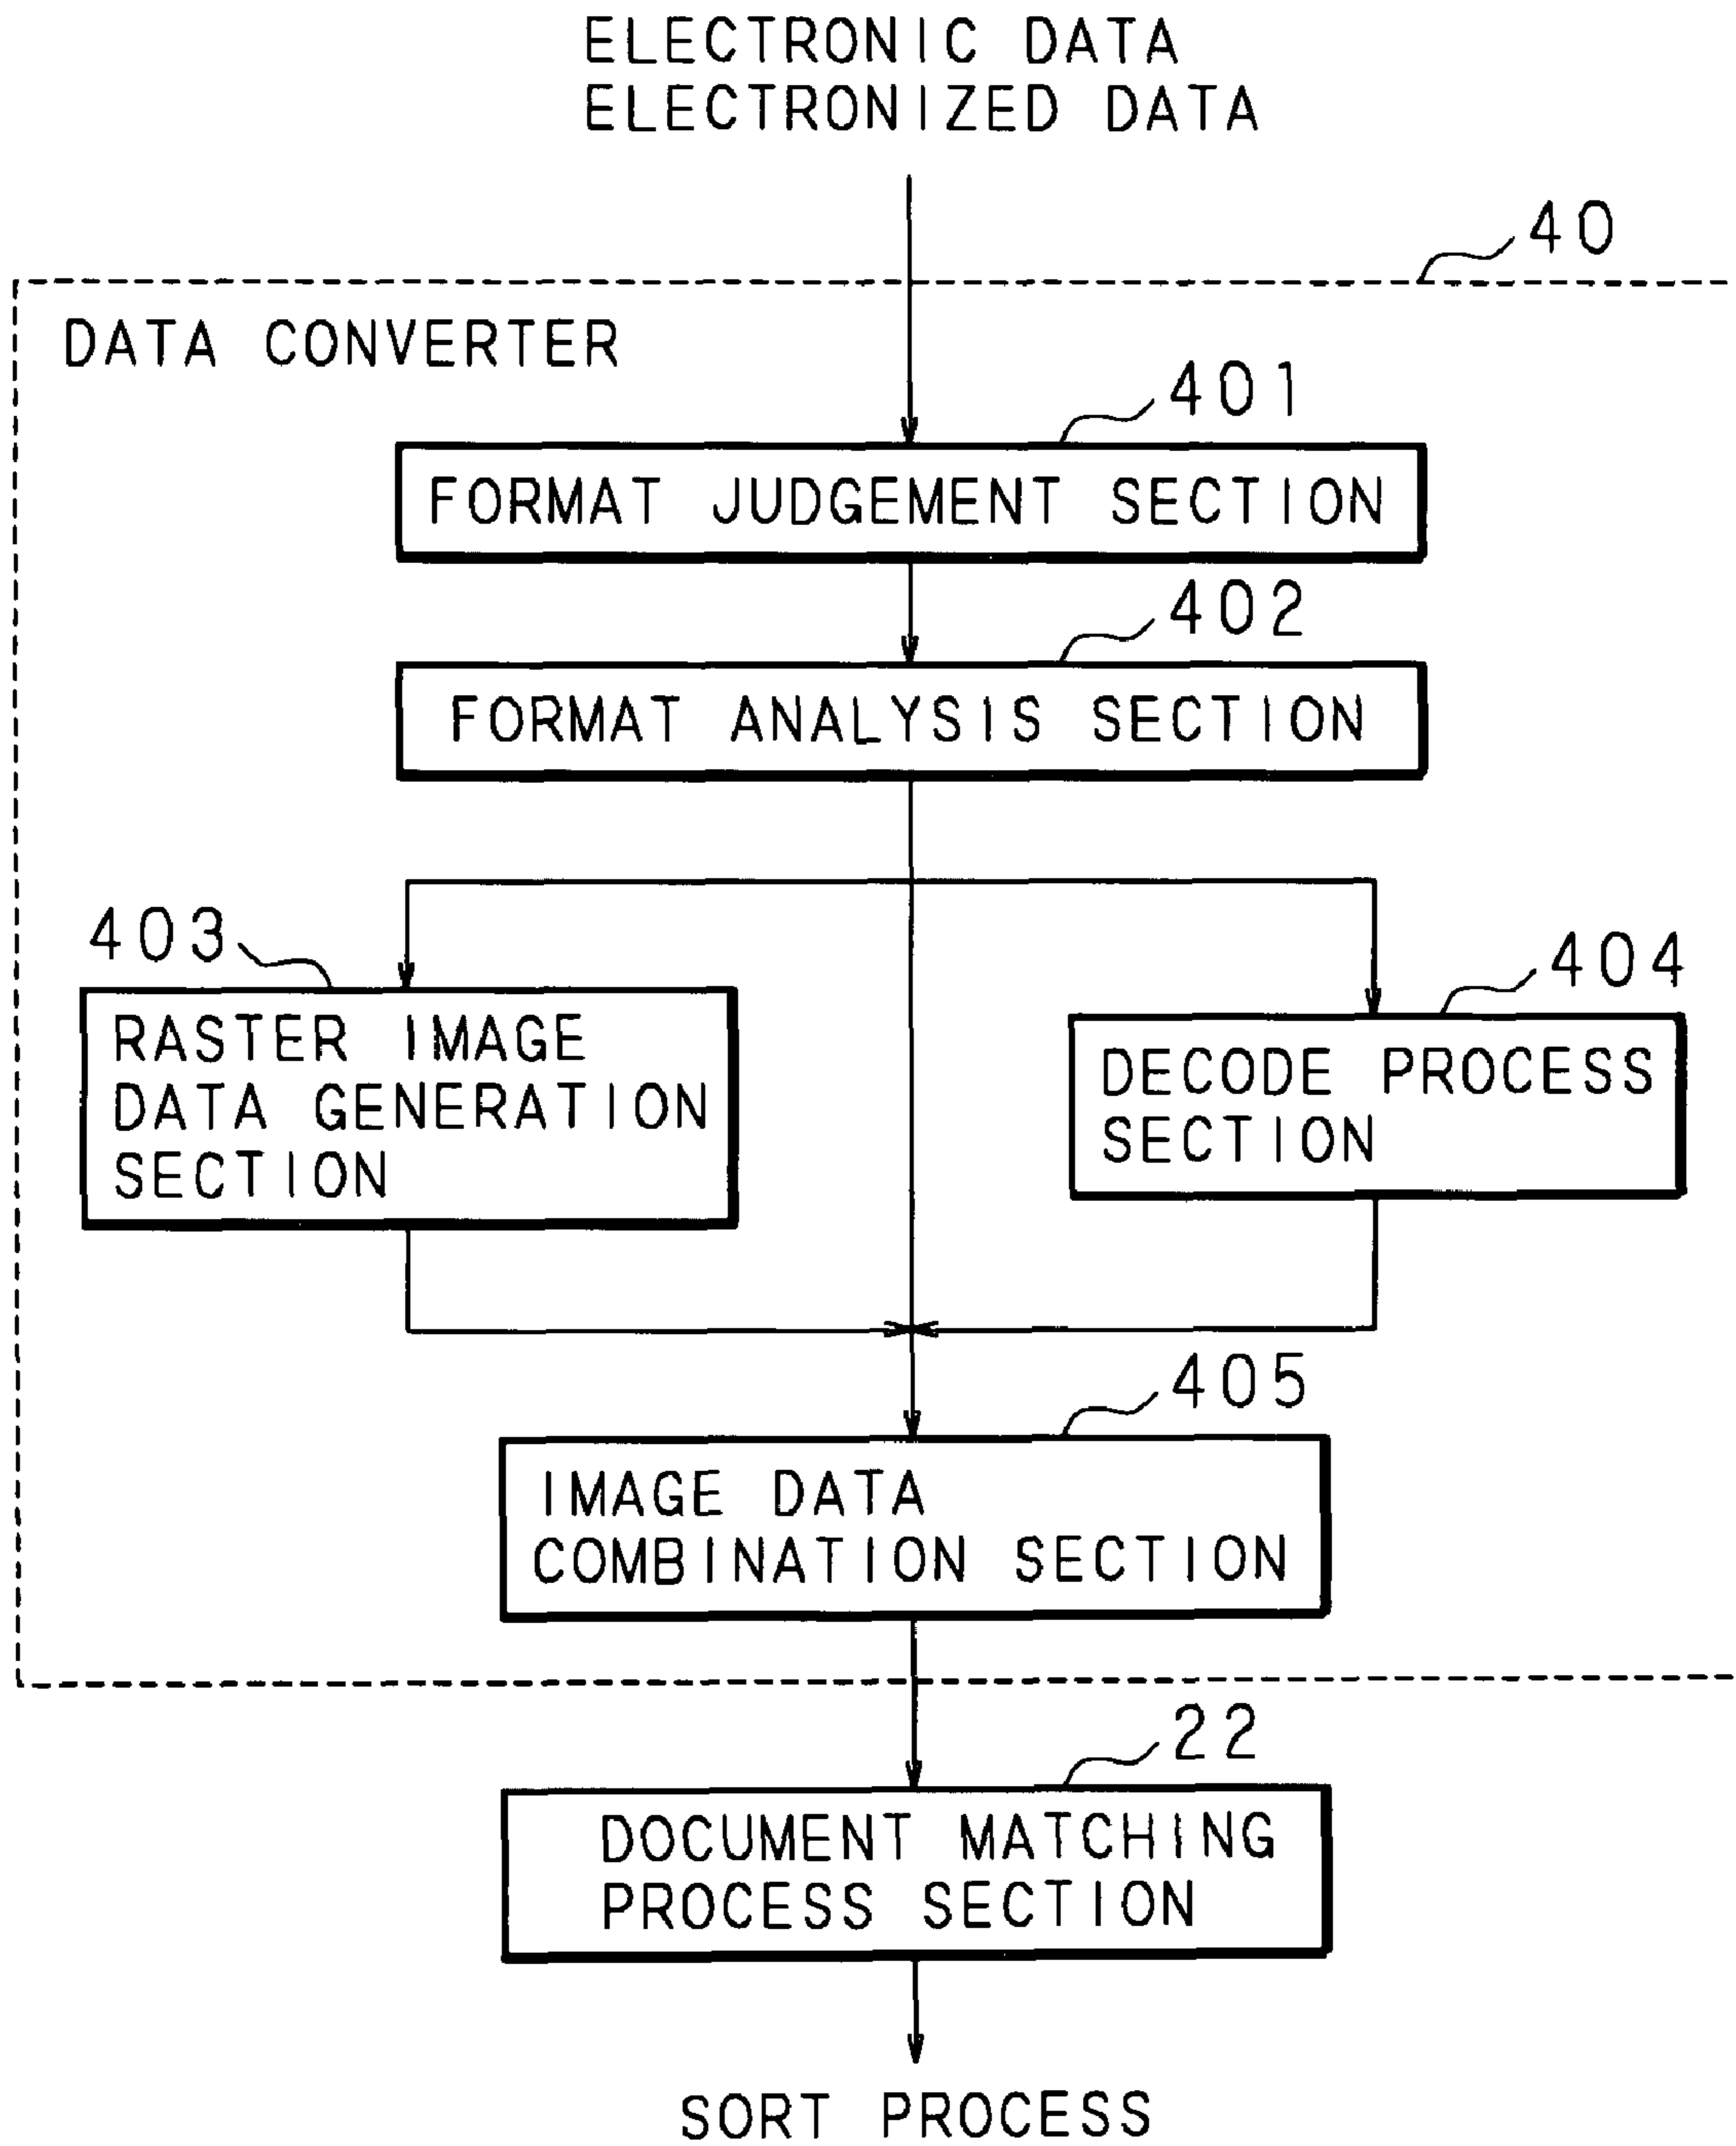 ELECTRONIC DATA
ELECTRONIZED DATA
40
DATA CONVERTER
401
FORMAT JUDGEMENT SECTION
402
FORMAT ANALYSIS SECTION
403
RASTER IMAGE
DATA GENERATION
SECTION
404
DECODE PROCESS
SECTION
405
IMAGE DATA
COMBINATION SECTION
22
DOCUMENT MATCHING
PROCESS SECTION
SORT PROCESS